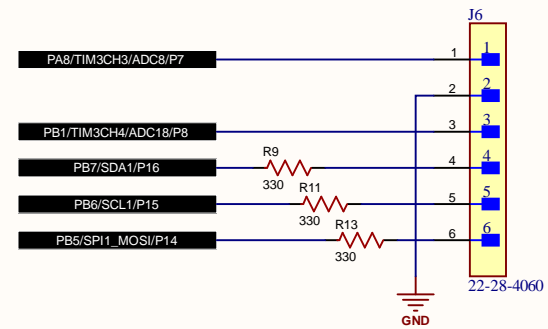 J6
PA8/TIM3CH3/ADC8/P7
1
1
2
2
PB1/TIM3CH4/ADC18/P8
3
3
R9
PB7/SDA1/P16
4
4
330
R11
PB6/SCL1/P15
5
5
330
R13
PB5/SPI1_MOSI/P14
6
6
330
22-28-4060
GND